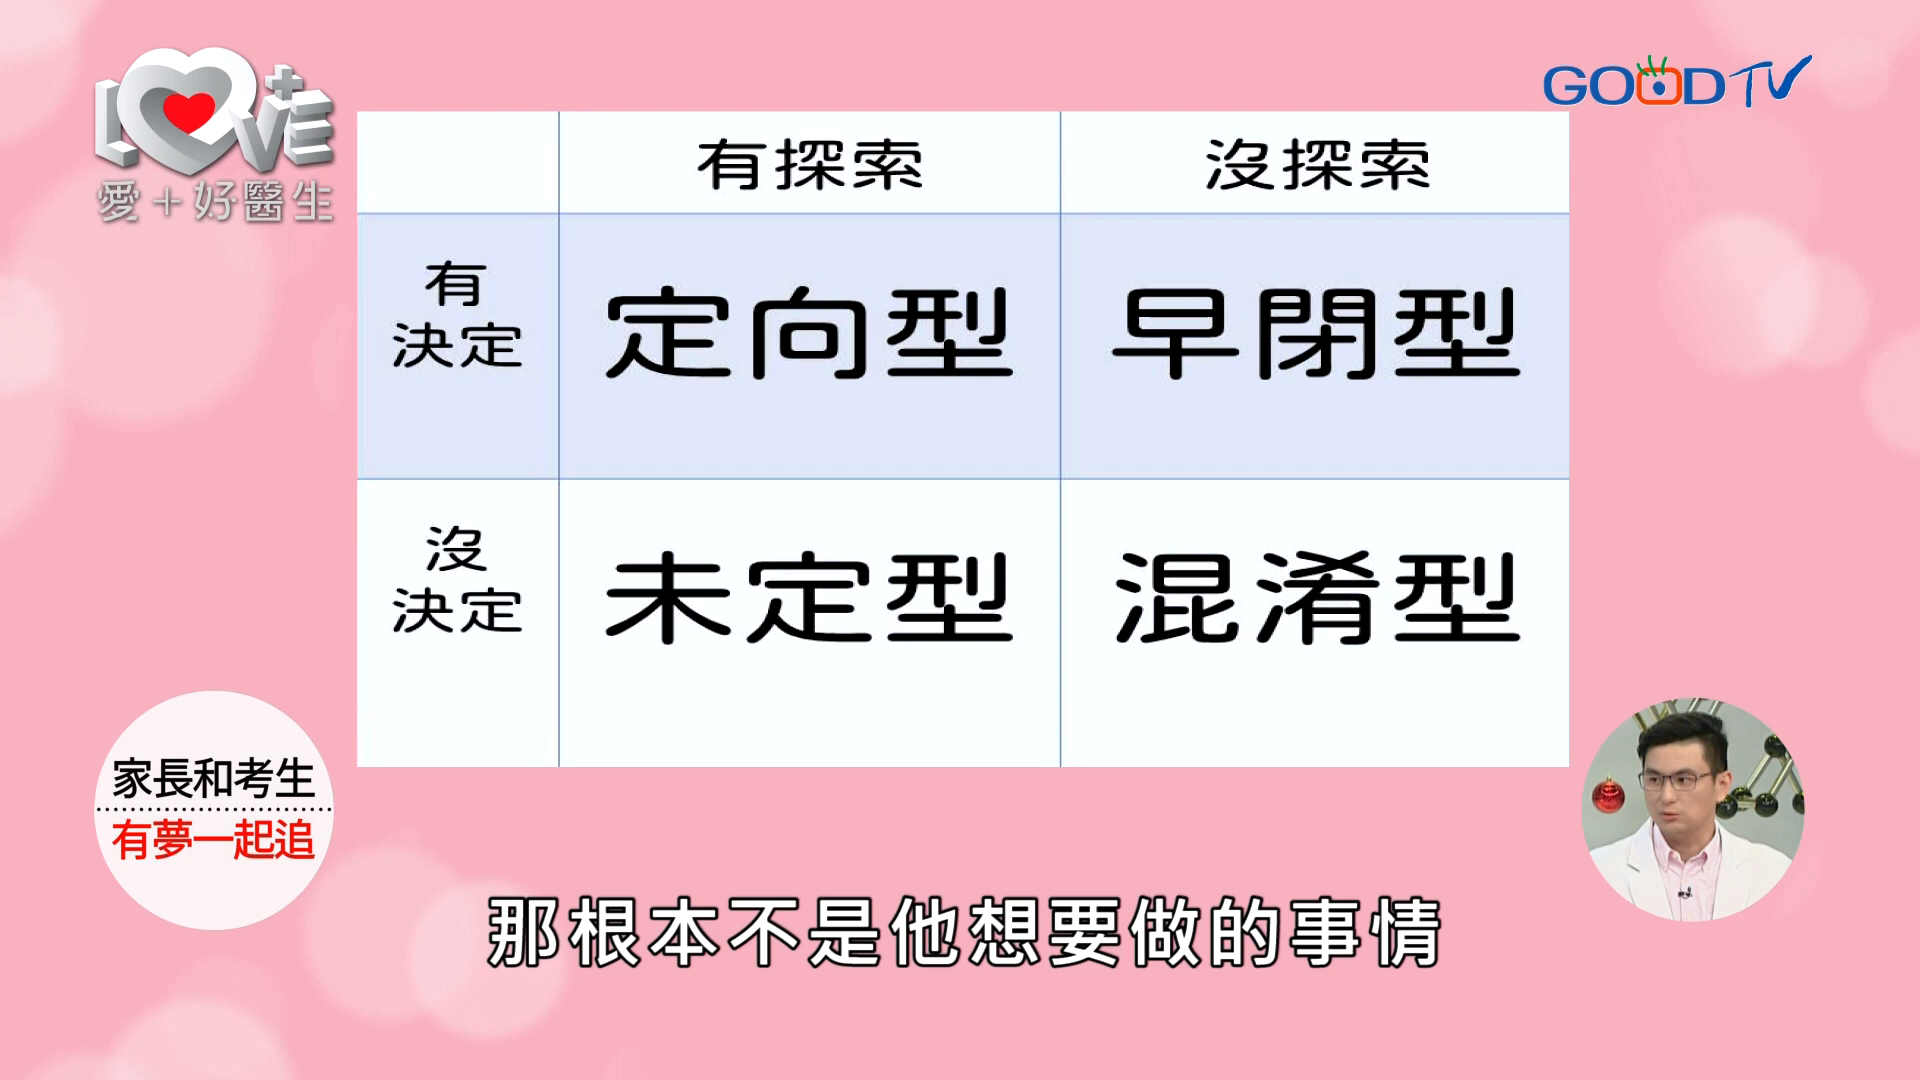 LOVE
愛+好醫生
GOODTV
有探索
沒探索
有
決定
定向型
早閉型
沒
決定
未定型
混淆型
家長和考生
有夢一起追
那根本不是他想要做的事情